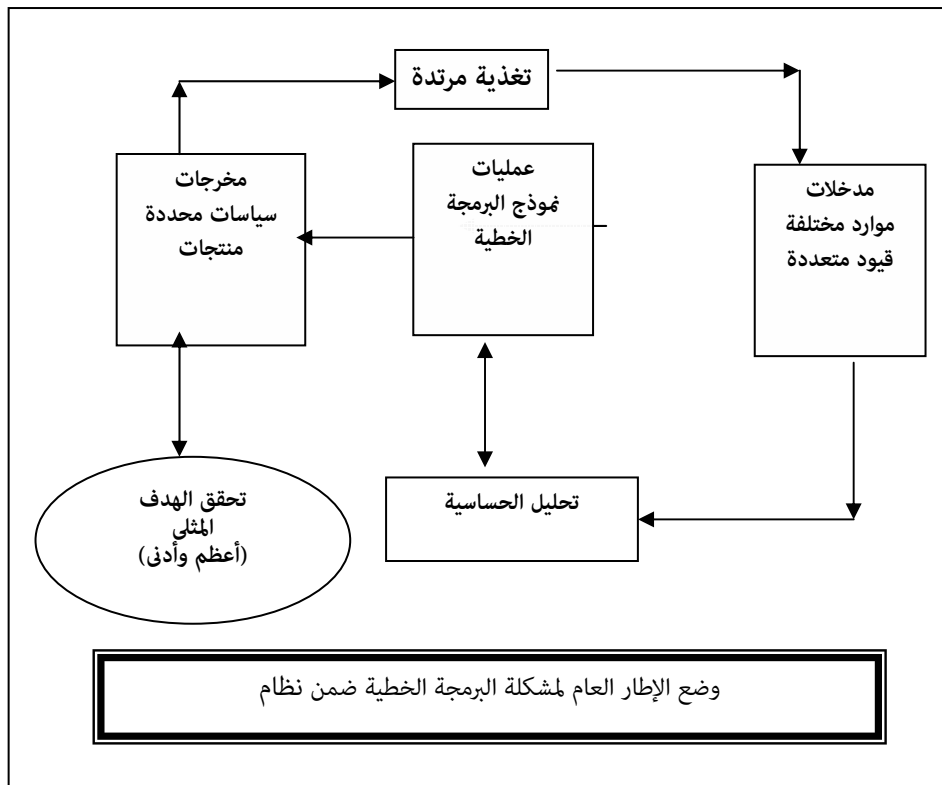 تغذية مرتدة
مدخلات
موارد مختلفة
قيود متعددة
عمليات
نموذج البرمجة
الخطية
مخرجات
سياسات محددة
منتجات
تحليل الحساسية
تحقق الهدف
المثلى
(أعظم وأدنى)
وضع الإطار العام لمشكلة البرمجة الخطية ضمن نظام